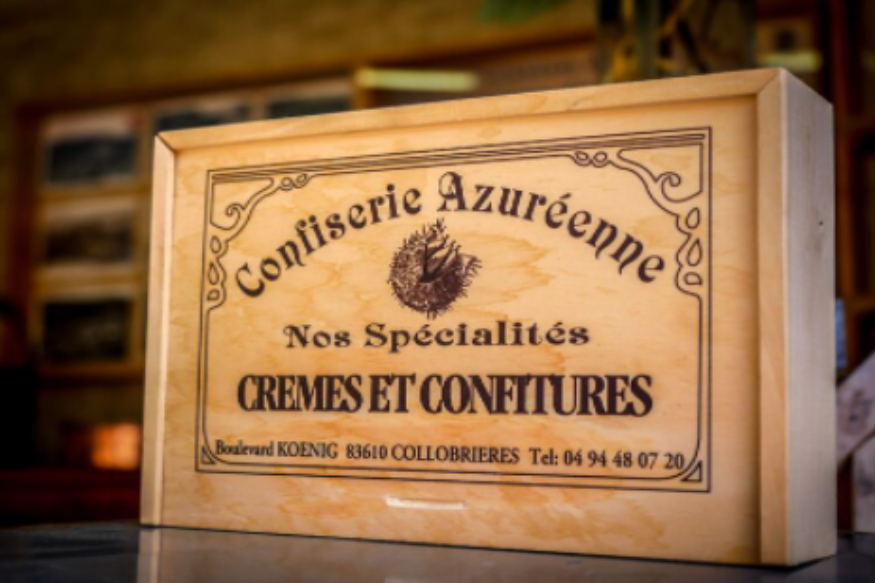 Confiserie Azuréenne
Nos Spécialités
CREMES ET CONFITURES
Boulevard KOENIG 83610 COLLOBRIERES Tel: 04 94 48 07 20